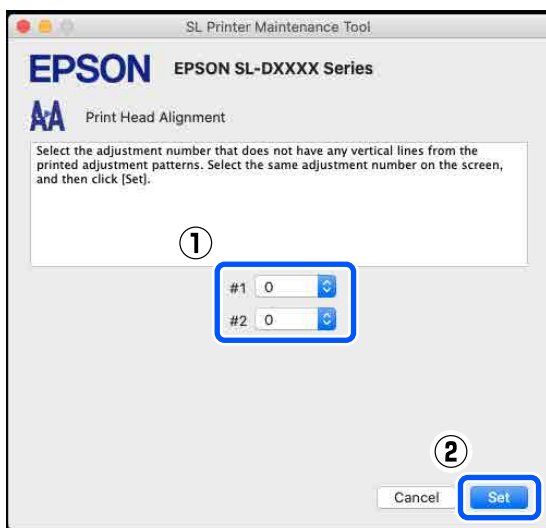 SL Printer Maintenance Tool
EPSON EPSON SL-DXXXX Series
Print Head Alignment
Select the adjustment number that does not have any vertical lines from the
printed adjustment patterns. Select the same adjustment number on the screen,
and then click [Set].
①
#1 0
#2 0
②
Cancel Set